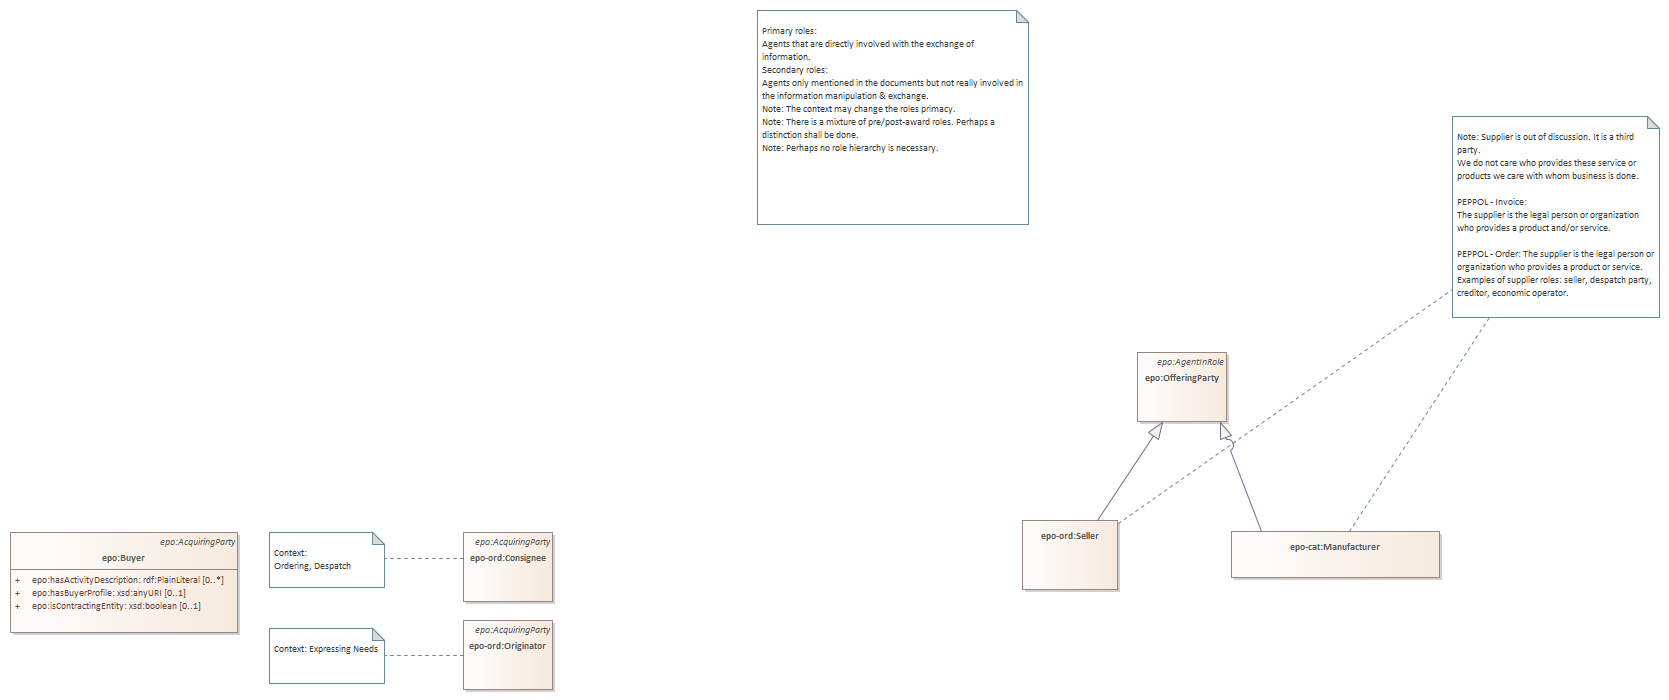 Primary roles:
Agents that are directly involved with the exchange of
information.
Secondary roles:
Agents only mentioned in the documents but not really involved in
the information manipulation & exchange.
Note: The context may change the roles primacy.
Note: There is a mixture of pre/post-award roles. Perhaps a
distinction shall be done.
Note: Perhaps no role hierarchy is necessary.
Note: Supplier is out of discussion. It is a third
party.
We do not care who provides these service or
products we care with whom business is done.
PEPPOL - Invoice:
The supplier is the legal person or organization
who provides a product and/or service.
PEPPOL - Order: The supplier is the legal person or
organization who provides a product or service.
Examples of supplier roles: seller, despatch party,
creditor, economic operator.
epo:AgentInRole
epo:OfferingParty
epo-ord:Seller
epo-cat:Manufacturer
epo:AcquiringParty
epo:Buyer
+ epo:hasActivityDescription: rdf:PlainLiteral [0..*]
+ epo:hasBuyerProfile: xsd:anyURI [0..1]
+ epo:isContractingEntity: xsd:boolean [0..1]
Context:
Ordering, Despatch
epo:AcquiringParty
epo-ord:Consignee
Context: Expressing Needs
epo:AcquiringParty
epo-ord:Originator